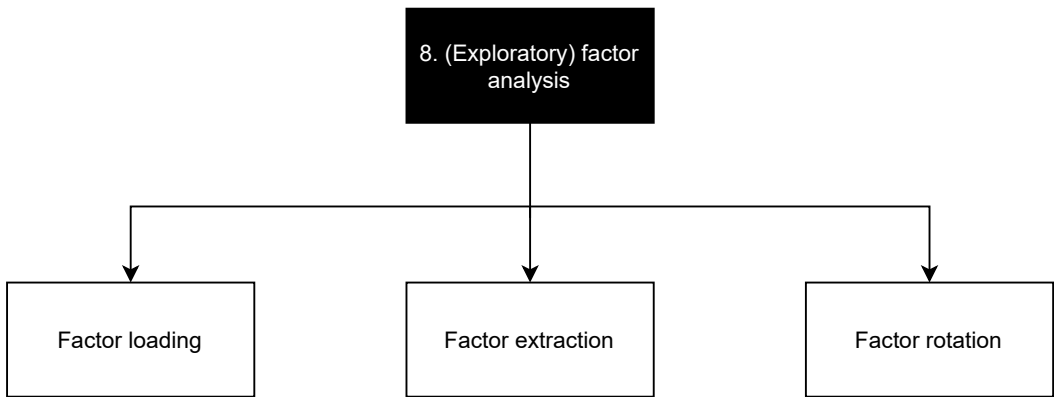 8. (Exploratory) factor
analysis
Factor loading
Factor extraction
Factor rotation